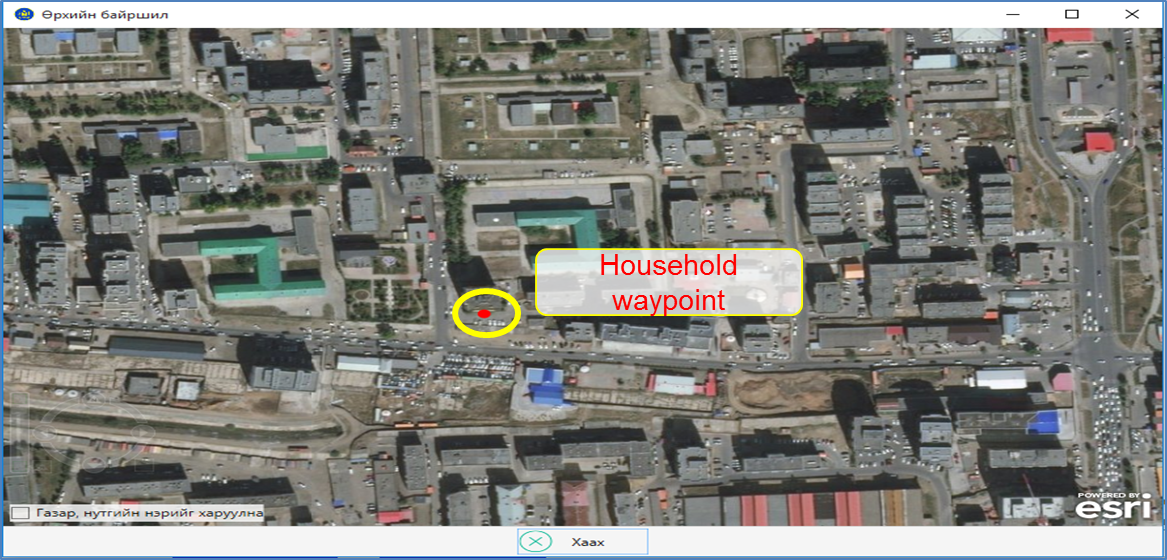 Өрхийн байршил
Household
waypoint
POWERED BY
esri
Газар, нутгийн нэрийг харуулна
Хаах